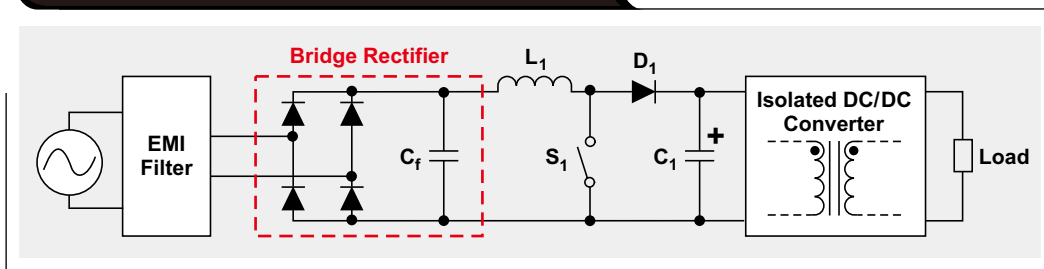 Bridge Rectifier
L1
D1
EMI
Filter
Cf
S1
C1
+
Isolated DC/DC
Converter
Load